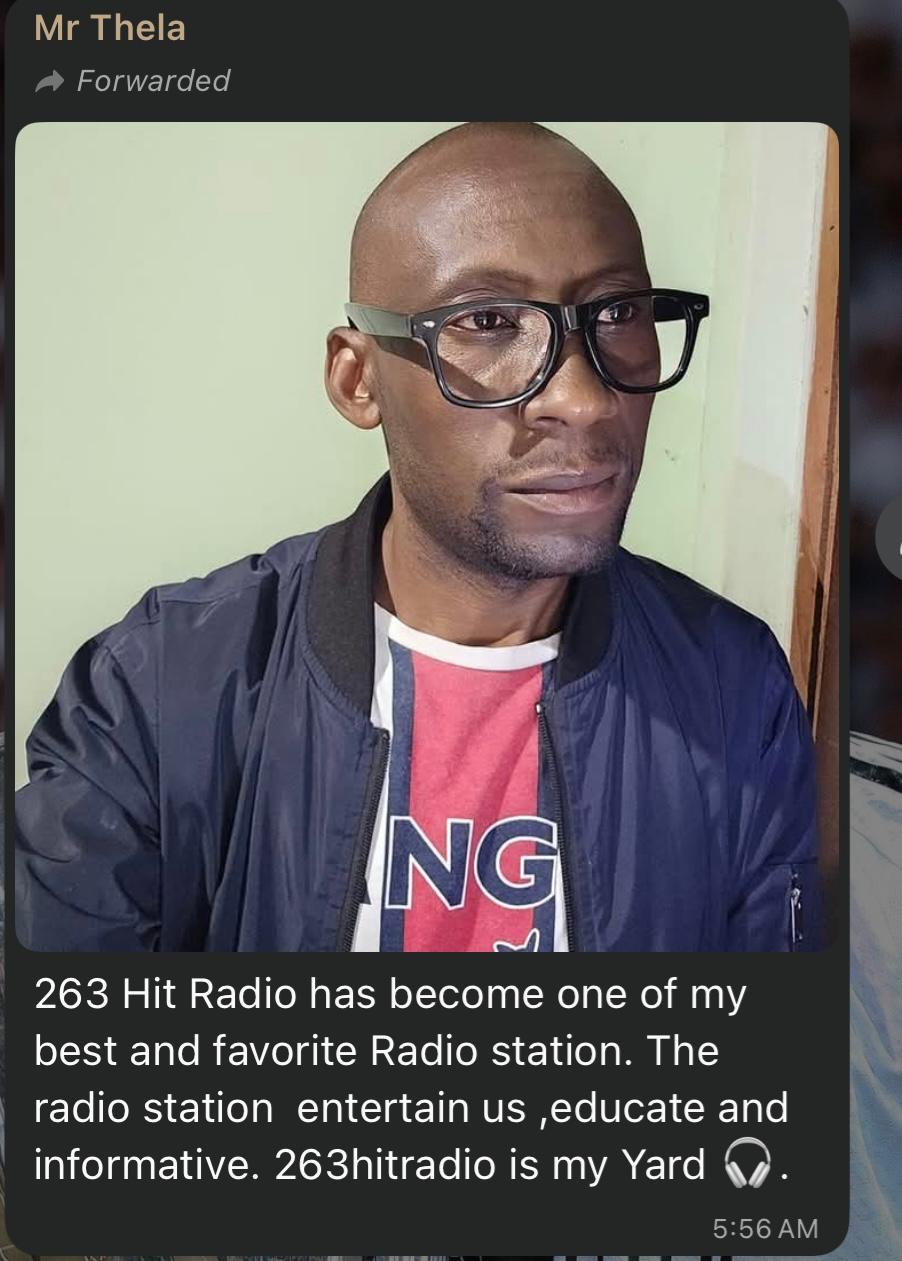 Mr Thela
Forwarded
NG
263 Hit Radio has become one of my
best and favorite Radio station. The
radio station  entertain us ,educate and
informative. 263hitradio is my Yard 🎧.
5:56 AM